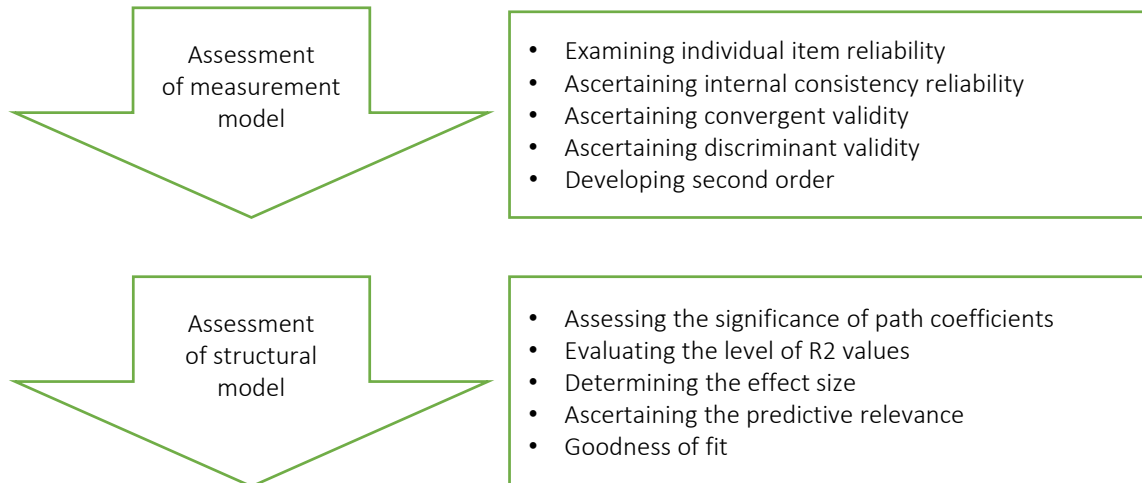 Assessment
of measurement
model
• Examining individual item reliability
• Ascertaining internal consistency reliability
• Ascertaining convergent validity
• Ascertaining discriminant validity
• Developing second order
Assessment
of structural
model
• Assessing the significance of path coefficients
• Evaluating the level of R2 values
• Determining the effect size
• Ascertaining the predictive relevance
• Goodness of fit